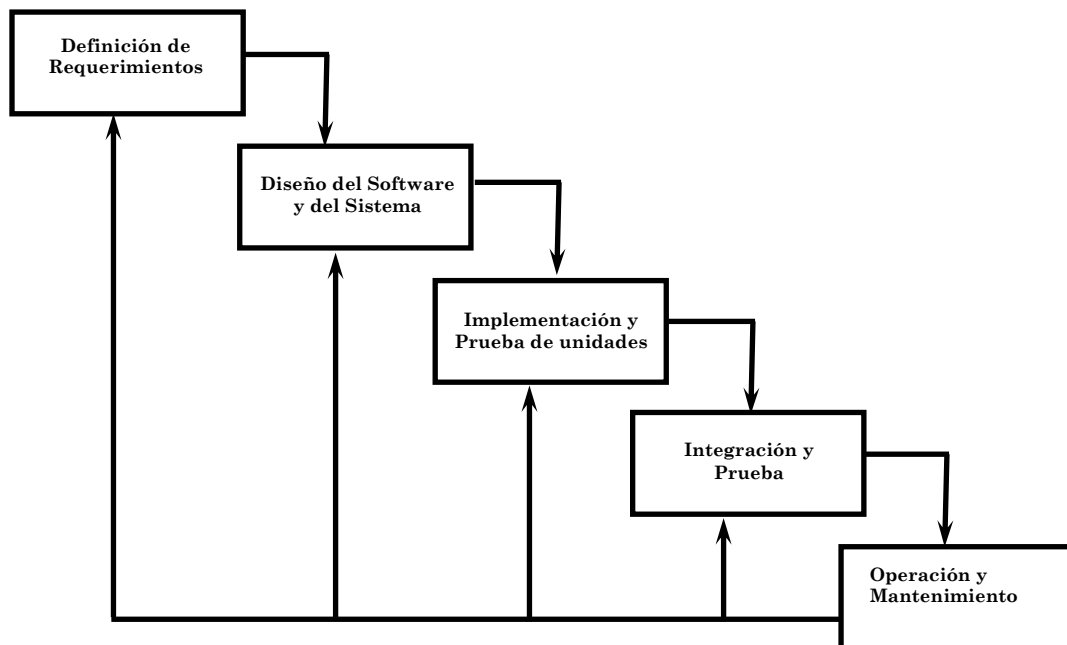 Definición de
Requerimientos
Diseño del Software
y del Sistema
Implementación y
Prueba de unidades
Integración y
Prueba
Operación y
Mantenimiento